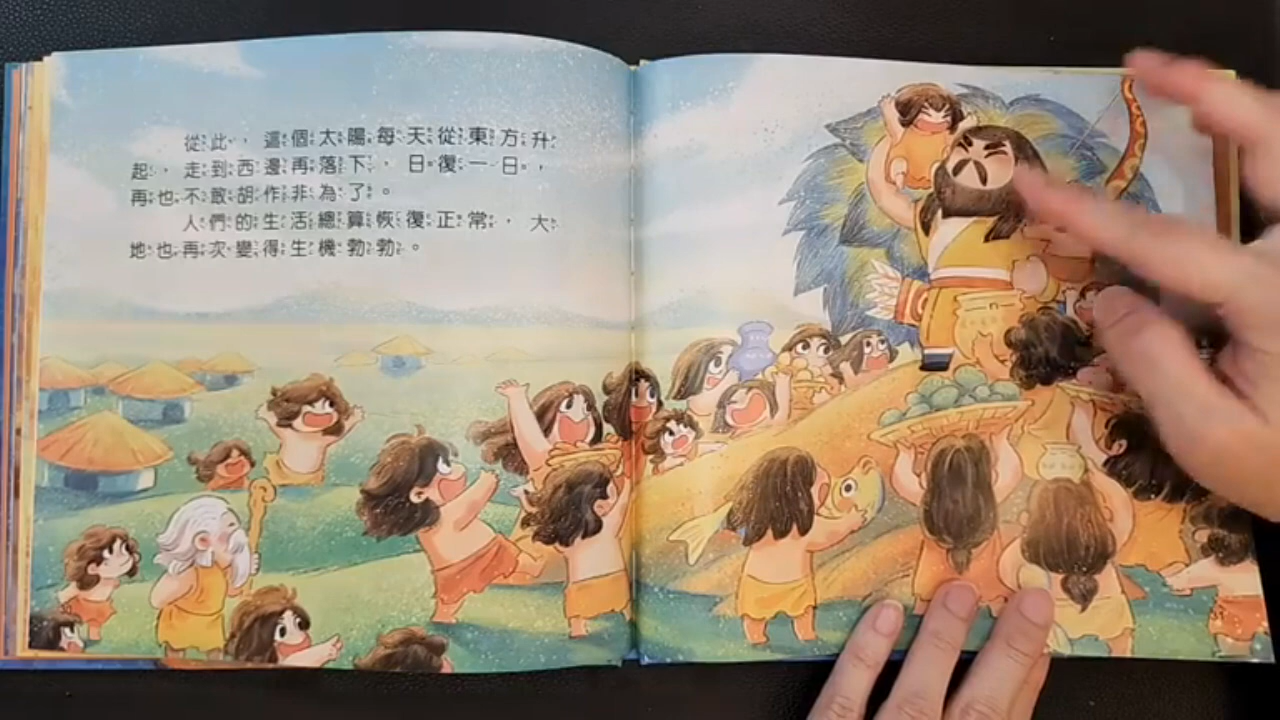 從此，這個太陽每天從東方升
起，走到西邊再落下，日復一日，
再也不敢胡作非為了。
人們的生活總算恢復正常，大
地也再次變得生機勃勃。